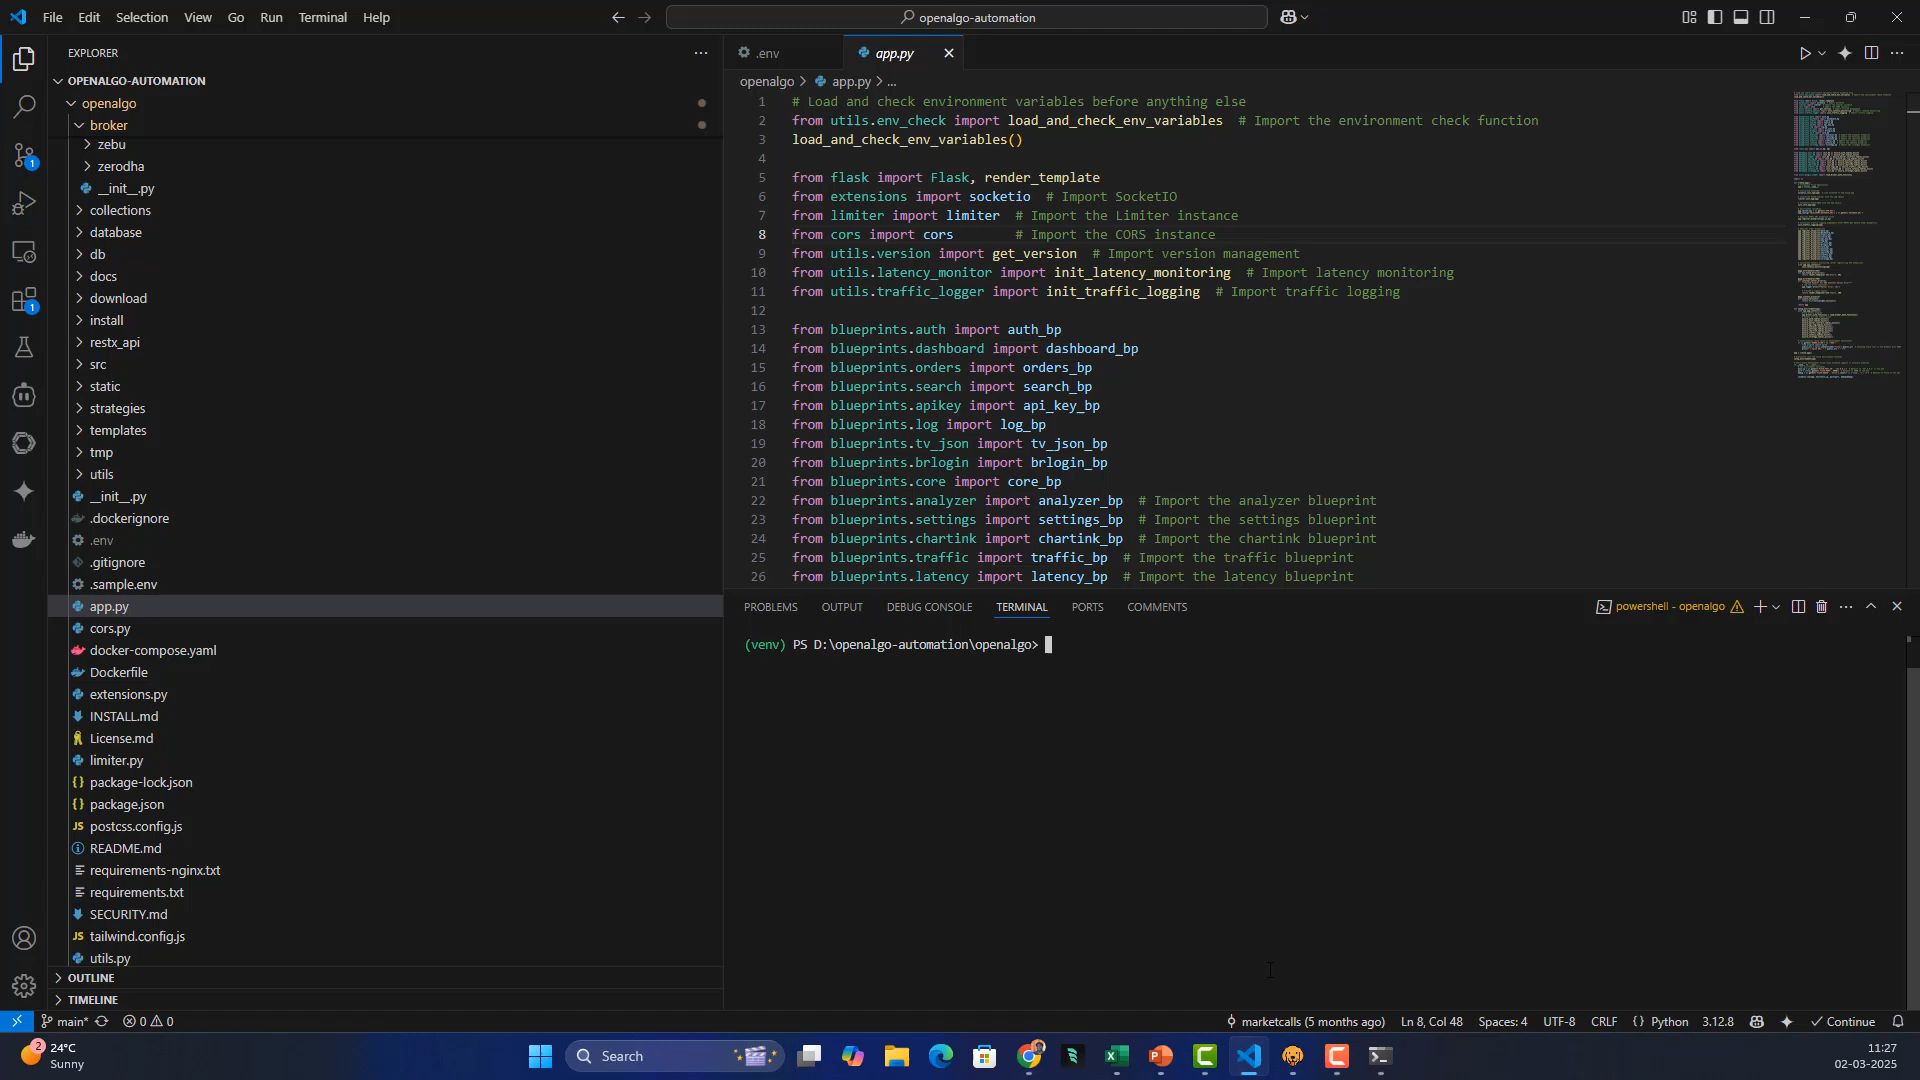 File Edit Selection View Go Run Terminal Help
openalgo-automation
EXPLORER
OPENALGO-AUTOMATION
openalgo
broker
zebu
zerodha
__init__.py
collections
database
db
docs
download
install
restx_api
src
static
strategies
templates
tmp
utils
__init__.py
.dockerignore
.env
.gitignore
.sample.env
app.py
cors.py
docker-compose.yaml
Dockerfile
extensions.py
INSTALL.md
License.md
limiter.py
package-lock.json
package.json
postcss.config.js
README.md
requirements-nginx.txt
requirements.txt
SECURITY.md
tailwind.config.js
utils.py
OUTLINE
TIMELINE
.env app.py
openalgo > app.py > ...
1 # Load and check environment variables before anything else
2 from utils.env_check import load_and_check_env_variables # Import the environment check function
3 load_and_check_env_variables()
4
5 from flask import Flask, render_template
6 from extensions import socketio # Import SocketIO
7 from limiter import limiter # Import the Limiter instance
8 from cors import cors # Import the CORS instance
9 from utils.version import get_version # Import version management
10 from utils.latency_monitor import init_latency_monitoring # Import latency monitoring
11 from utils.traffic_logger import init_traffic_logging # Import traffic logging
12
13 from blueprints.auth import auth_bp
14 from blueprints.dashboard import dashboard_bp
15 from blueprints.orders import orders_bp
16 from blueprints.search import search_bp
17 from blueprints.apikey import api_key_bp
18 from blueprints.log import log_bp
19 from blueprints.tv_json import tv_json_bp
20 from blueprints.brlogin import brlogin_bp
21 from blueprints.core import core_bp
22 from blueprints.analyzer import analyzer_bp # Import the analyzer blueprint
23 from blueprints.settings import settings_bp # Import the settings blueprint
24 from blueprints.chartink import chartink_bp # Import the chartink blueprint
25 from blueprints.traffic import traffic_bp # Import the traffic blueprint
26 from blueprints.latency import latency_bp # Import the latency blueprint
PROBLEMS OUTPUT DEBUG CONSOLE TERMINAL PORTS COMMENTS
powershell - openalgo
(venv) PS D:\openalgo-automation\openalgo>
main* 0 0
marketcalls (5 months ago) Ln 8, Col 48 Spaces: 4 UTF-8 CRLF {} Python 3.12.8 Continue
2 24°C
Sunny
Search
11:27
02-03-2025